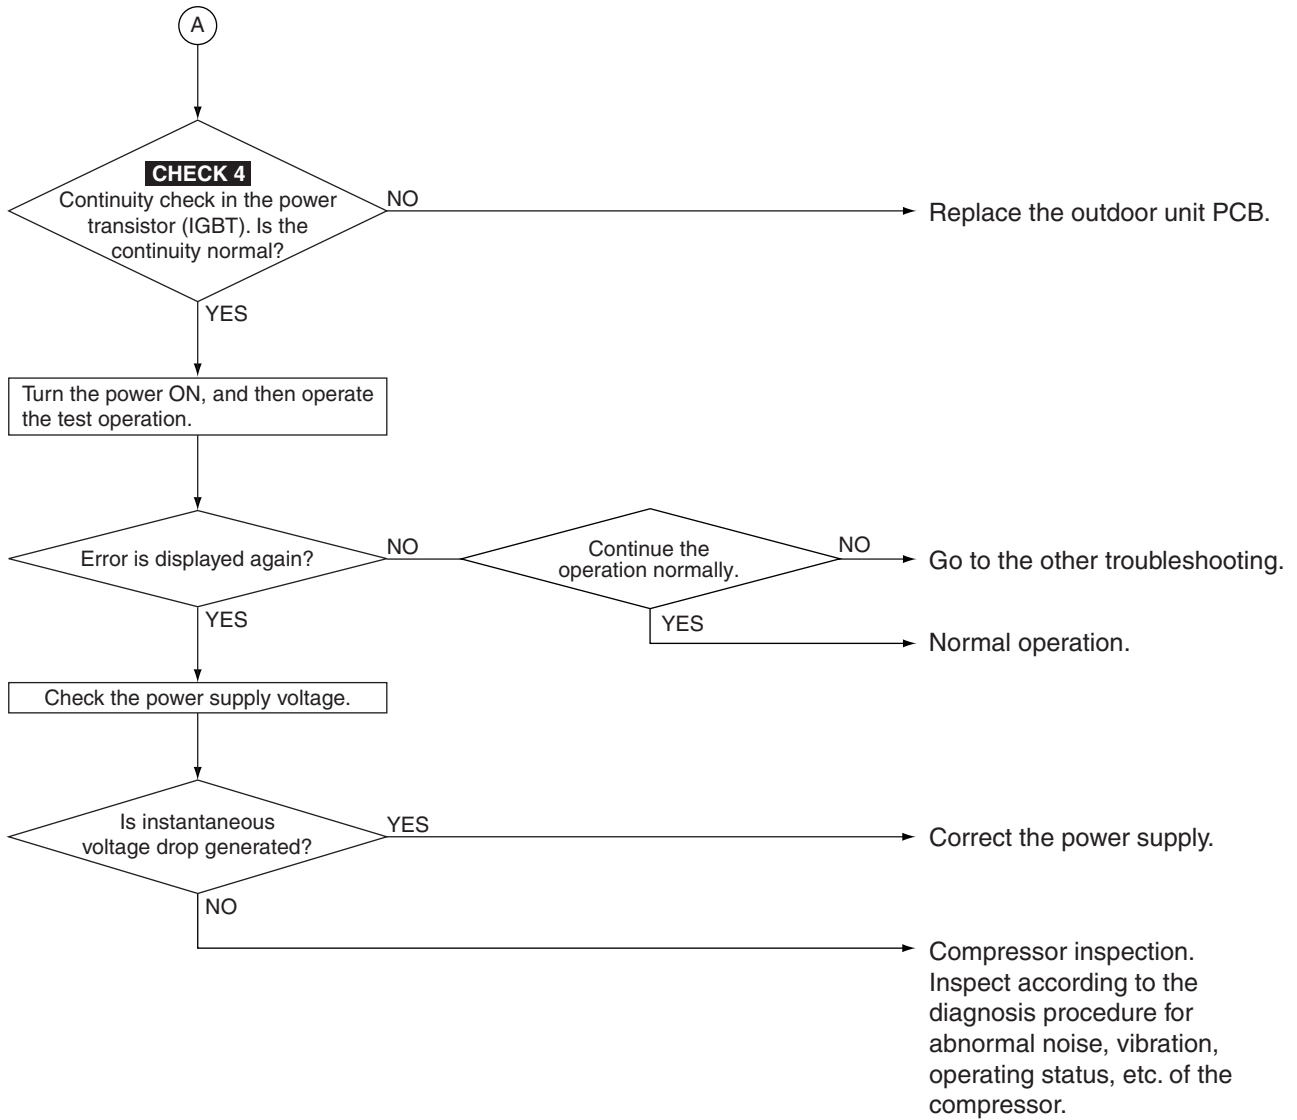 A
CHECK 4
Continuity check in the power
transistor (IGBT). Is the
continuity normal?
NO
Replace the outdoor unit PCB.
YES
Turn the power ON, and then operate
the test operation.
Error is displayed again?
NO
Continue the
operation normally.
NO
Go to the other troubleshooting.
YES
YES
Normal operation.
Check the power supply voltage.
Is instantaneous
voltage drop generated?
YES
Correct the power supply.
NO
Compressor inspection.
Inspect according to the
diagnosis procedure for
abnormal noise, vibration,
operating status, etc. of the
compressor.